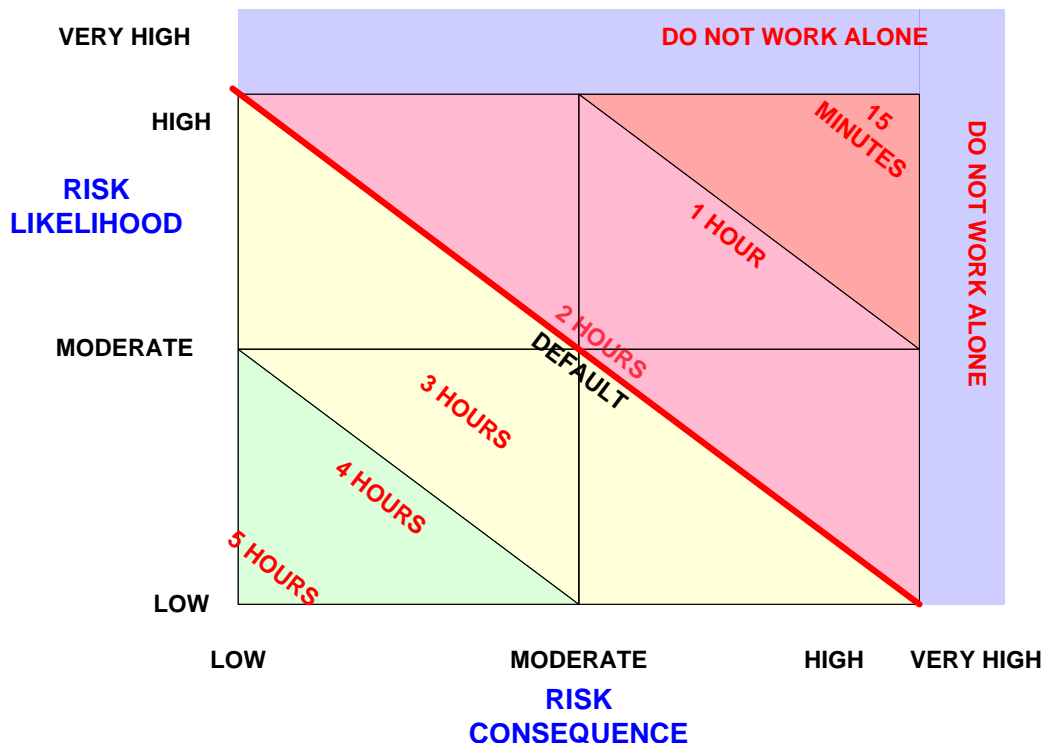 VERY HIGH
DO NOT WORK ALONE
HIGH
15
MINUTES
DO NOT WORK ALONE
RISK
LIKELIHOOD
1 HOUR
2 HOURS
MODERATE
DEFAULT
3 HOURS
4 HOURS
5 HOURS
LOW
LOW
MODERATE
HIGH
VERY HIGH
RISK
CONSEQUENCE